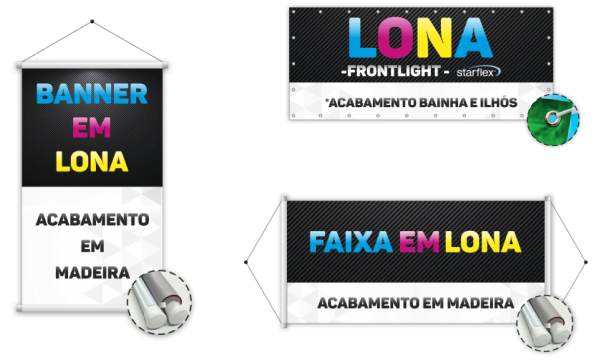 BANNER
EM
LONA
ACABAMENTO
EM
MADEIRA
LONA
-FRONTLIGHT- starflex
*ACABAMENTO BAINHA E ILHÓS
FAIXA EM LONA
ACABAMENTO EM MADEIRA